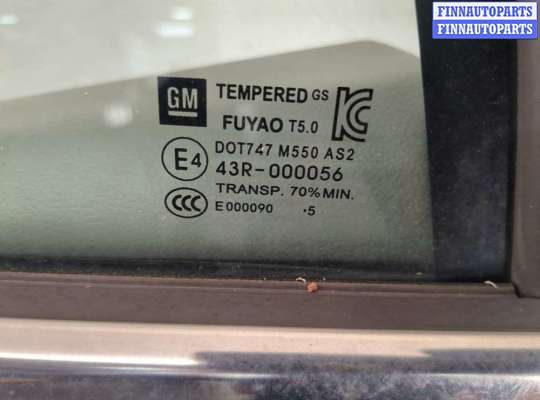 FINNAUTOPARTS
FINNAUTOPARTS
GM TEMPERED GS
FUYAO T5.0
DOT747 M550 AS2
E4 43R-000056
TRANSP. 70% MIN.
CCC E000090 .5